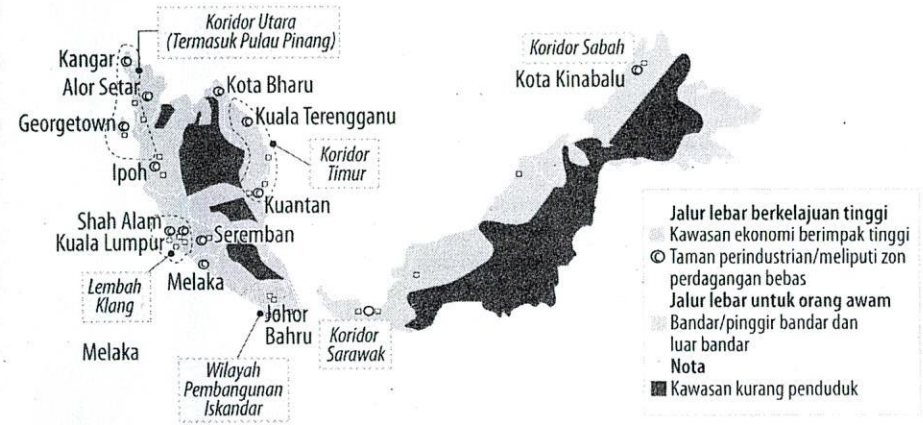 Koridor Utara
(Termasuk Pulau Pinang)
Kangar
Alor Setar
Georgetown
Ipoh
Kota Bharu
Kuala Terengganu
Koridor
Timur
Kuantan
Shah Alam
Kuala Lumpur
Seremban
Lembah
Klang
Melaka
Johor
Bahru
Melaka
Wilayah
Pembangunan
Iskandar
Koridor
Sarawak
Koridor Sabah
Kota Kinabalu
Jalur lebar berkelajuan tinggi
Kawasan ekonomi berimpak tinggi
Taman perindustrian/meliputi zon
perdagangan bebas
Jalur lebar untuk orang awam
Bandar/pinggir bandar dan
luar bandar
Nota
Kawasan kurang penduduk